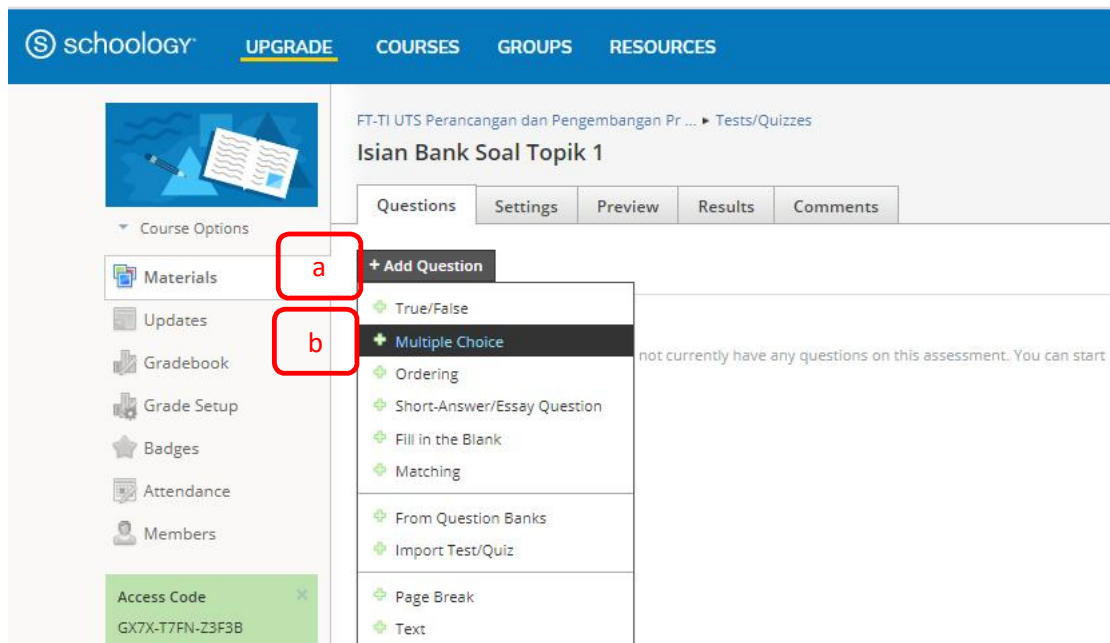 schoology UPGRADE COURSES GROUPS RESOURCES
FT-TI UTS Perancangan dan Pengembangan Pr ... ▸ Tests/Quizzes
Isian Bank Soal Topik 1
Questions Settings Preview Results Comments
Course Options
Materials
Updates
Gradebook
Grade Setup
Badges
Attendance
Members
Access Code
GX7X-T7FN-Z3F3B
a
b
+ Add Question
True/False
Multiple Choice
Ordering
Short-Answer/Essay Question
Fill in the Blank
Matching
From Question Banks
Import Test/Quiz
Page Break
Text
not currently have any questions on this assessment. You can start